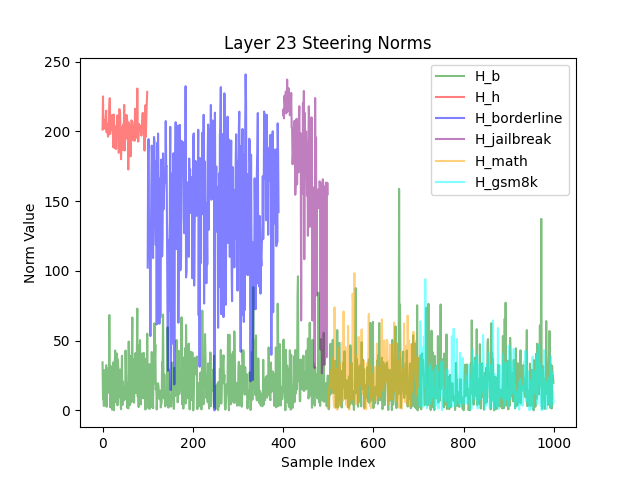 Layer 23 Steering Norms
250
200
150
100
50
0
Norm Value
H_b
H_h
H_borderline
H_jailbreak
H_math
H_gsm8k
0
200
400
600
800
1000
Sample Index